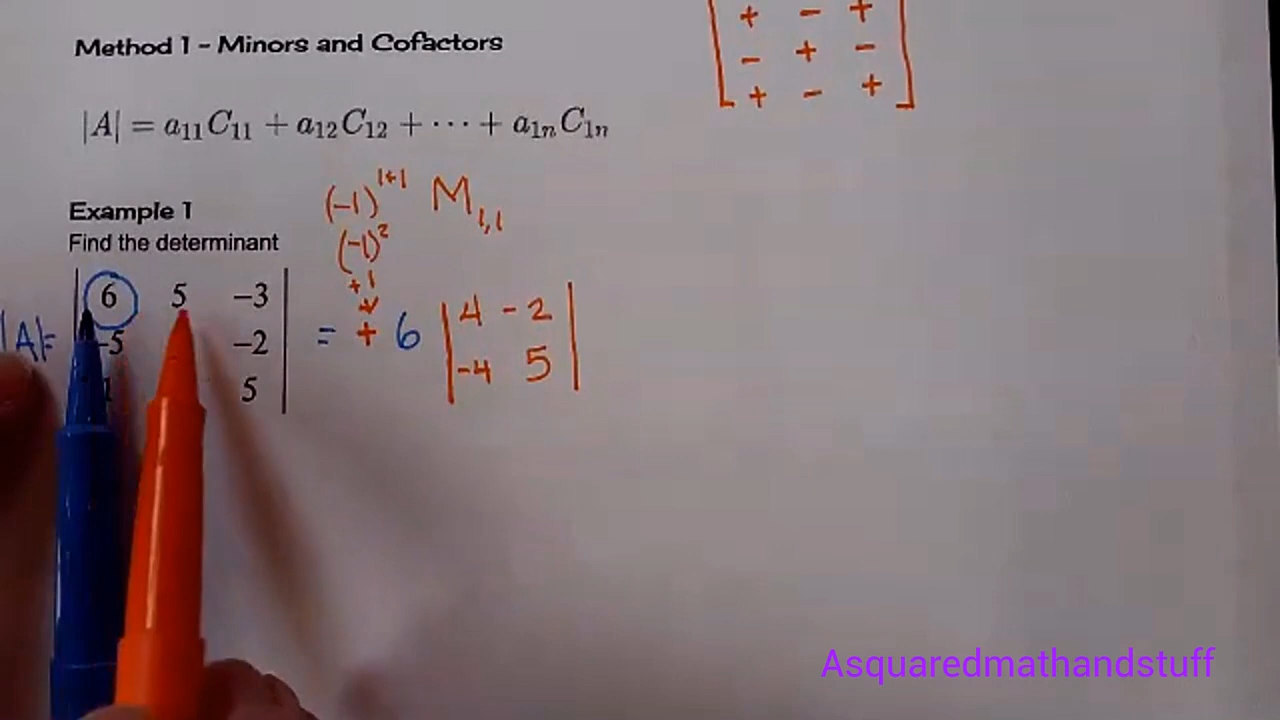 Method 1 - Minors and Cofactors
+ - +
- + -
+ - +
|A| = a₁₁C₁₁ + a₁₂C₁₂ + ⋯ + a₁ₙC₁ₙ
(-1)¹⁺¹ M₁,₁
Example 1
(-1)²
Find the determinant
+1
6 5 −3
|A|= -5 −2 = + 6 | 4 -2 |
| -4 5 |
5
Asquaredmathandstuff